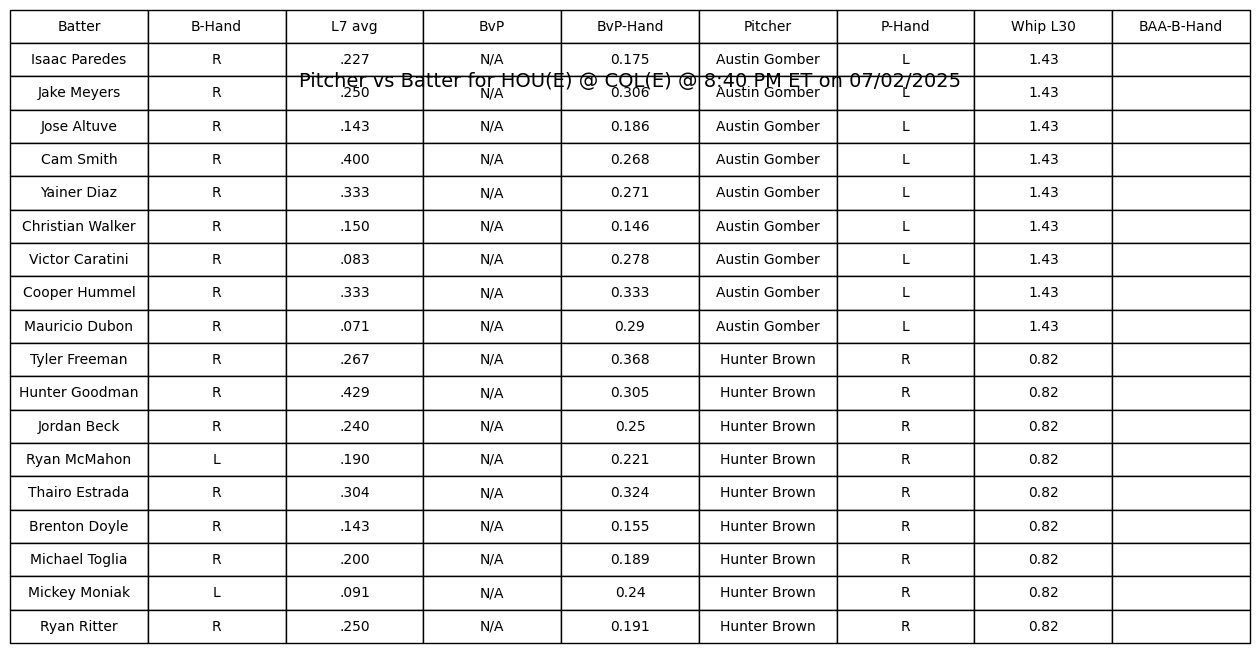 Batter B-Hand L7 avg BvP BvP-Hand Pitcher P-Hand Whip L30 BAA-B-Hand
Isaac Paredes R .227 N/A 0.175 Austin Gomber L 1.43
Pitcher vs Batter for HOU(E) @ COL(E) @ 8:40 PM ET on 07/02/2025
Jake Meyers R .250 N/A 0.306 Austin Gomber L 1.43
Jose Altuve R .143 N/A 0.186 Austin Gomber L 1.43
Cam Smith R .400 N/A 0.268 Austin Gomber L 1.43
Yainer Diaz R .333 N/A 0.271 Austin Gomber L 1.43
Christian Walker R .150 N/A 0.146 Austin Gomber L 1.43
Victor Caratini R .083 N/A 0.278 Austin Gomber L 1.43
Cooper Hummel R .333 N/A 0.333 Austin Gomber L 1.43
Mauricio Dubon R .071 N/A 0.29 Austin Gomber L 1.43
Tyler Freeman R .267 N/A 0.368 Hunter Brown R 0.82
Hunter Goodman R .429 N/A 0.305 Hunter Brown R 0.82
Jordan Beck R .240 N/A 0.25 Hunter Brown R 0.82
Ryan McMahon L .190 N/A 0.221 Hunter Brown R 0.82
Thairo Estrada R .304 N/A 0.324 Hunter Brown R 0.82
Brenton Doyle R .143 N/A 0.155 Hunter Brown R 0.82
Michael Toglia R .200 N/A 0.189 Hunter Brown R 0.82
Mickey Moniak L .091 N/A 0.24 Hunter Brown R 0.82
Ryan Ritter R .250 N/A 0.191 Hunter Brown R 0.82